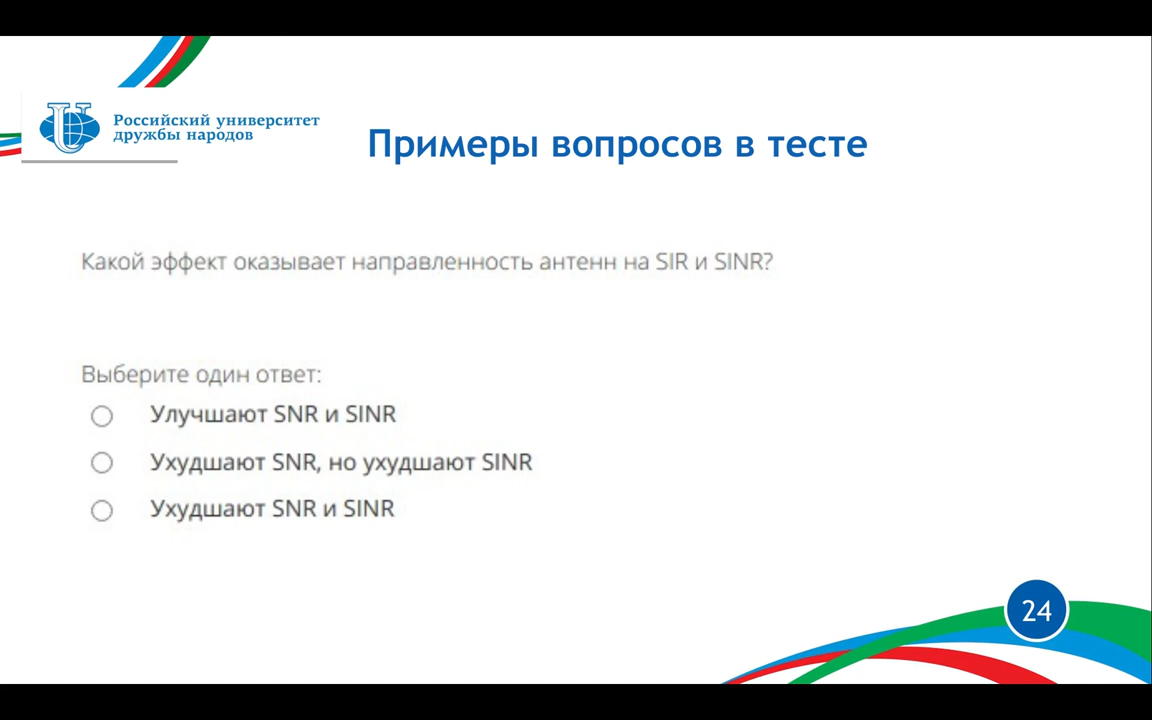 Российский университет
дружбы народов
Примеры вопросов в тесте
Какой эффект оказывает направленность антенн на SIR и SINR?
Выберите один ответ:
Улучшают SNR и SINR
Ухудшают SNR, но ухудшают SINR
Ухудшают SNR и SINR
24